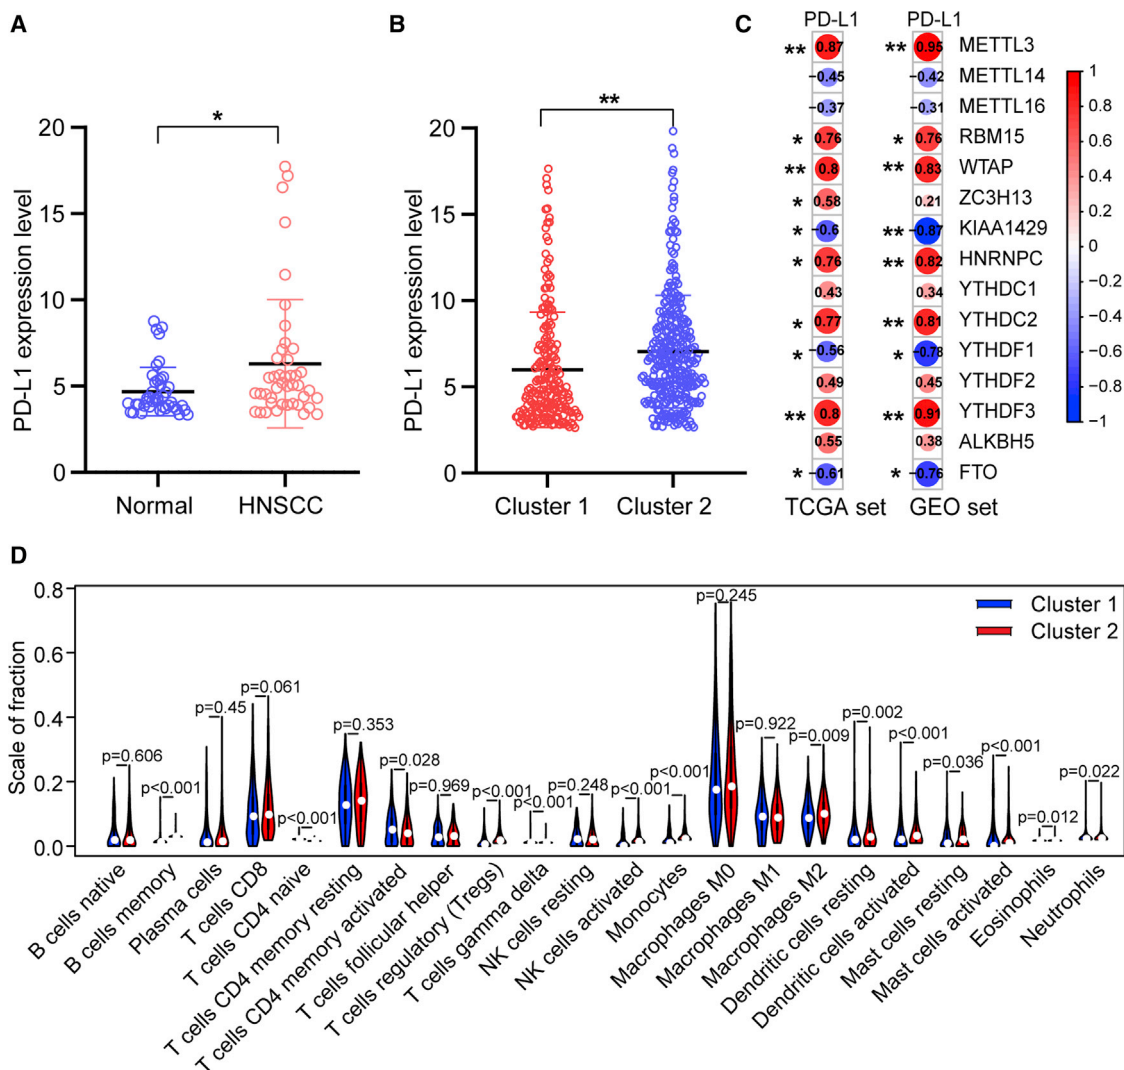 A
B
C
D
PD-L1 expression level
20
15
10
5
0
*
Normal
HNSCC
PD-L1 expression level
20
15
10
5
0
**
Cluster 1
Cluster 2
PD-L1 PD-L1
** 0.87 ** 0.95 METTL3
-0.45 -0.42 METTL14
-0.37 -0.31 METTL16
* 0.76 * 0.76 RBM15
** 0.8 ** 0.83 WTAP
* 0.58 0.21 ZC3H13
* -0.6 ** -0.87 KIAA1429
* 0.76 ** 0.82 HNRNPC
0.43 0.34 YTHDC1
* 0.77 ** 0.81 YTHDC2
* -0.56 * -0.78 YTHDF1
0.49 0.45 YTHDF2
** 0.8 ** 0.91 YTHDF3
0.55 0.38 ALKBH5
* -0.61 * -0.76 FTO
TCGA set GEO set
1
0.8
0.6
0.4
0.2
0
-0.2
-0.4
-0.6
-0.8
-1
Scale of fraction
0.8
0.6
0.4
0.2
0.0
Cluster 1
Cluster 2
p=0.606
p<0.001
p=0.45
p=0.061
p<0.001
p=0.353
p=0.028
p=0.969
p<0.001
p<0.001
p=0.248
p<0.001
p<0.001
p=0.245
p=0.922
p=0.009
p=0.002
p<0.001
p=0.036
p<0.001
p=0.012
p=0.022
B cells native
B cells memory
Plasma cells
T cells CD8
T cells CD4 naive
T cells CD4 memory resting
T cells CD4 memory activated
T cells follicular helper
T cells regulatory (Tregs)
T cells gamma delta
NK cells resting
NK cells activated
Monocytes
Macrophages M0
Macrophages M1
Macrophages M2
Dendritic cells resting
Dendritic cells activated
Mast cells resting
Mast cells activated
Eosinophils
Neutrophils